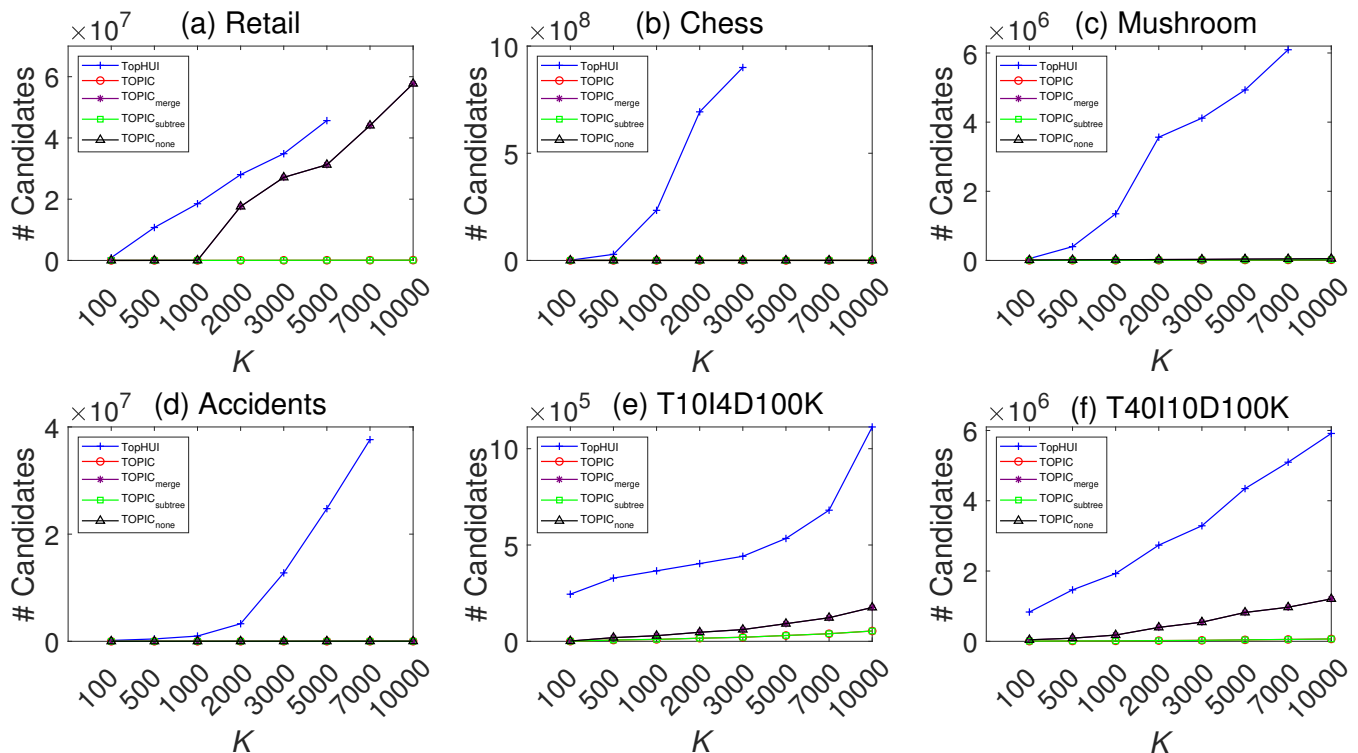 (a) Retail
×10^7
# Candidates
6
4
2
0
TopHUI
TOPIC
TOPIC_merge
TOPIC_subtree
TOPIC_none
100 500 1000 2000 3000 5000 7000 10000
K
(b) Chess
×10^8
# Candidates
10
5
0
TopHUI
TOPIC
TOPIC_merge
TOPIC_subtree
TOPIC_none
100 500 1000 2000 3000 5000 7000 10000
K
(c) Mushroom
×10^6
# Candidates
6
4
2
0
TopHUI
TOPIC
TOPIC_merge
TOPIC_subtree
TOPIC_none
100 500 1000 2000 3000 5000 7000 10000
K
(d) Accidents
×10^7
# Candidates
4
2
0
TopHUI
TOPIC
TOPIC_merge
TOPIC_subtree
TOPIC_none
100 500 1000 2000 3000 5000 7000 10000
K
(e) T10I4D100K
×10^5
# Candidates
10
5
0
TopHUI
TOPIC
TOPIC_merge
TOPIC_subtree
TOPIC_none
100 500 1000 2000 3000 5000 7000 10000
K
(f) T40I10D100K
×10^6
# Candidates
6
4
2
0
TopHUI
TOPIC
TOPIC_merge
TOPIC_subtree
TOPIC_none
100 500 1000 2000 3000 5000 7000 10000
K